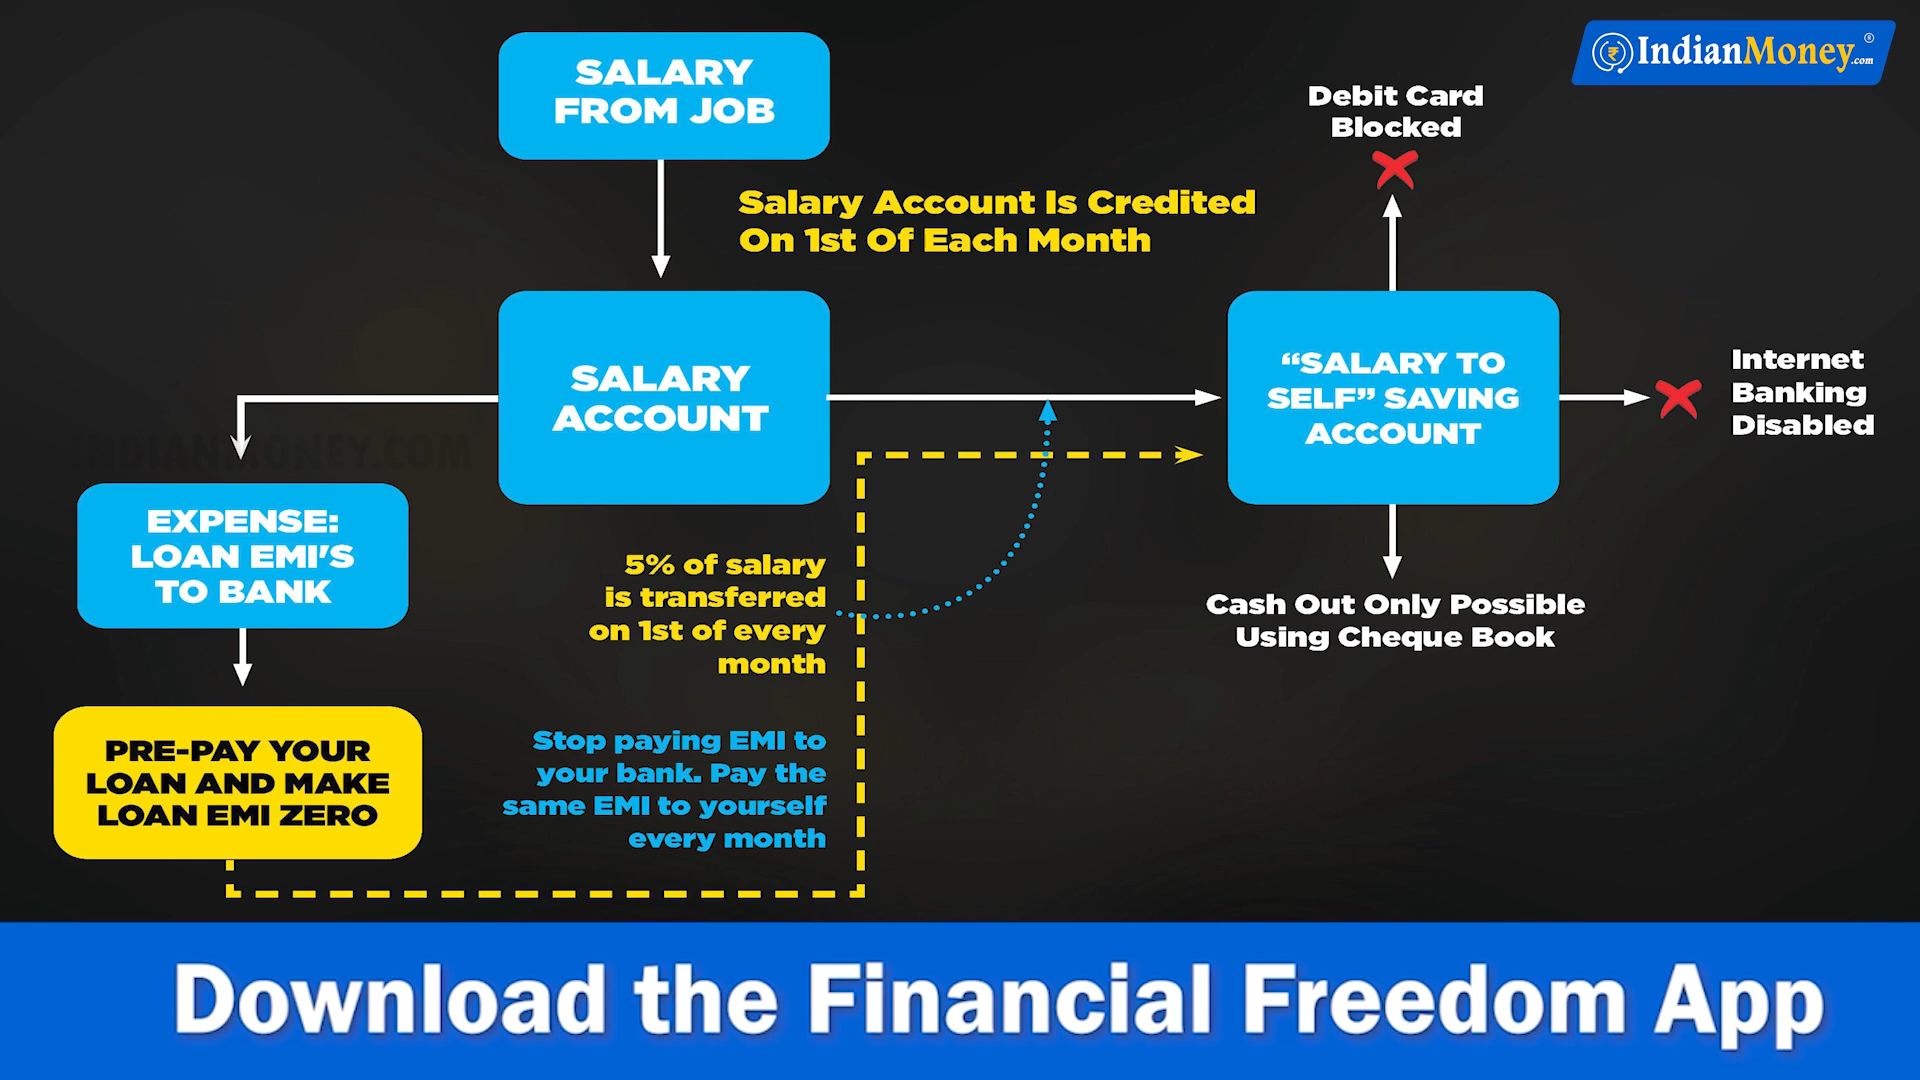 IndianMoney.com®
SALARY
FROM JOB
Debit Card
Blocked
Salary Account Is Credited
On 1st Of Each Month
SALARY
ACCOUNT
“SALARY TO
SELF” SAVING
ACCOUNT
Internet
Banking
Disabled
INDIANMONEY.COM
EXPENSE:
LOAN EMI'S
TO BANK
5% of salary
is transferred
on 1st of every
month
Cash Out Only Possible
Using Cheque Book
PRE-PAY YOUR
LOAN AND MAKE
LOAN EMI ZERO
Stop paying EMI to
your bank. Pay the
same EMI to yourself
every month
Download the Financial Freedom App